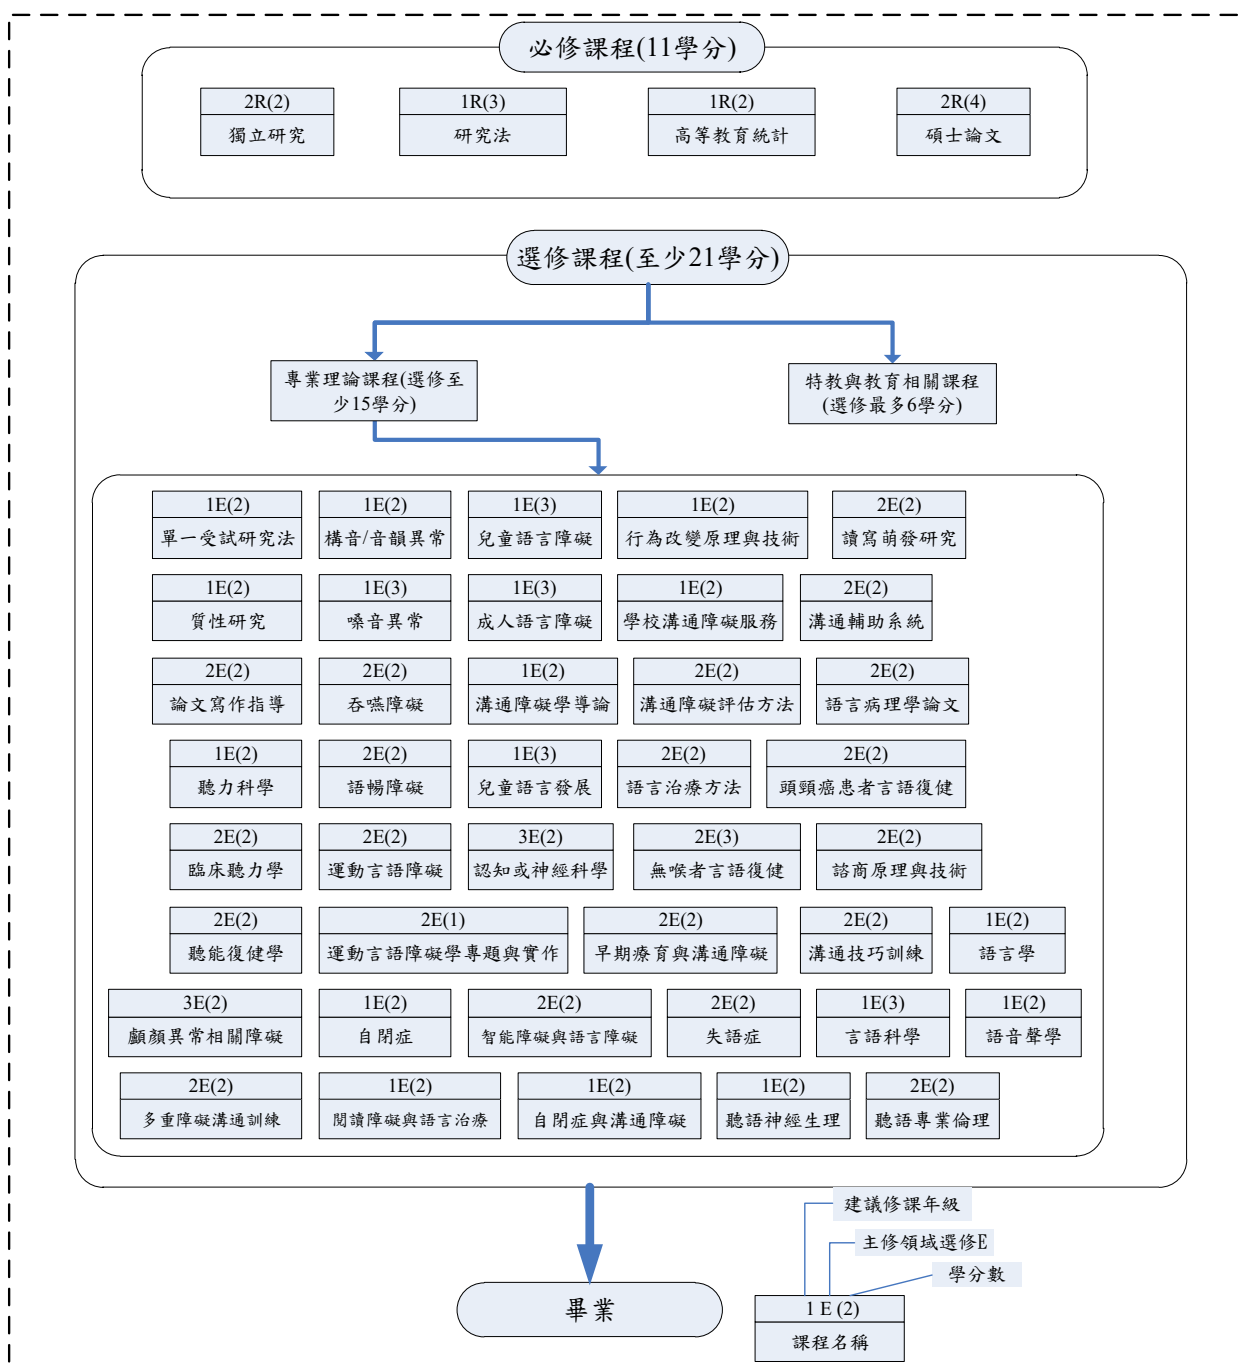 必修課程(11學分)
2R(2)
獨立研究
1R(3)
研究法
1R(2)
高等教育統計
2R(4)
碩士論文
選修課程(至少21學分)
專業理論課程(選修至
少15學分)
特教與教育相關課程
(選修最多6學分)
1E(2)
單一受試研究法
1E(2)
構音/音韻異常
1E(3)
兒童語言障礙
1E(2)
行為改變原理與技術
2E(2)
讀寫萌發研究
1E(2)
質性研究
1E(3)
嗓音異常
1E(3)
成人語言障礙
1E(2)
學校溝通障礙服務
2E(2)
溝通輔助系統
2E(2)
論文寫作指導
2E(2)
吞嚥障礙
1E(2)
溝通障礙學導論
2E(2)
溝通障礙評估方法
2E(2)
語言病理學論文
1E(2)
聽力科學
2E(2)
語暢障礙
1E(3)
兒童語言發展
2E(2)
語言治療方法
2E(2)
頭頸癌患者言語復健
2E(2)
臨床聽力學
2E(2)
運動言語障礙
3E(2)
認知或神經科學
2E(3)
無喉者言語復健
2E(2)
諮商原理與技術
2E(2)
聽能復健學
2E(1)
運動言語障礙學專題與實作
2E(2)
早期療育與溝通障礙
2E(2)
溝通技巧訓練
1E(2)
語言學
3E(2)
顱顏異常相關障礙
1E(2)
自閉症
2E(2)
智能障礙與語言障礙
2E(2)
失語症
1E(3)
言語科學
1E(2)
語音聲學
2E(2)
多重障礙溝通訓練
1E(2)
閱讀障礙與語言治療
1E(2)
自閉症與溝通障礙
1E(2)
聽語神經生理
2E(2)
聽語專業倫理
建議修課年級
主修領域選修E
學分數
1 E (2)
課程名稱
畢業